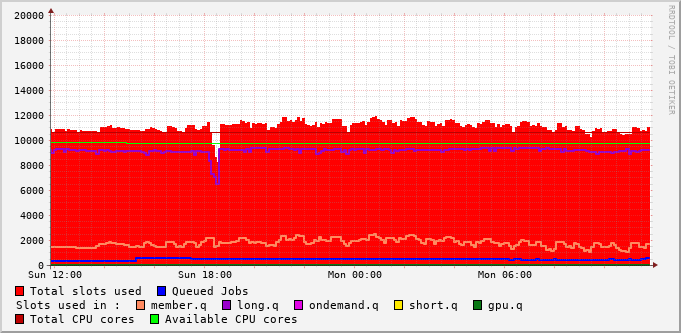 RRDTOOL / TOBI OETIKER
20000
18000
16000
14000
12000
10000
8000
6000
4000
2000
0
Sun 12:00 Sun 18:00 Mon 00:00 Mon 06:00
Total slots used Queued Jobs
Slots used in : member.q long.q ondemand.q short.q gpu.q
Total CPU cores Available CPU cores